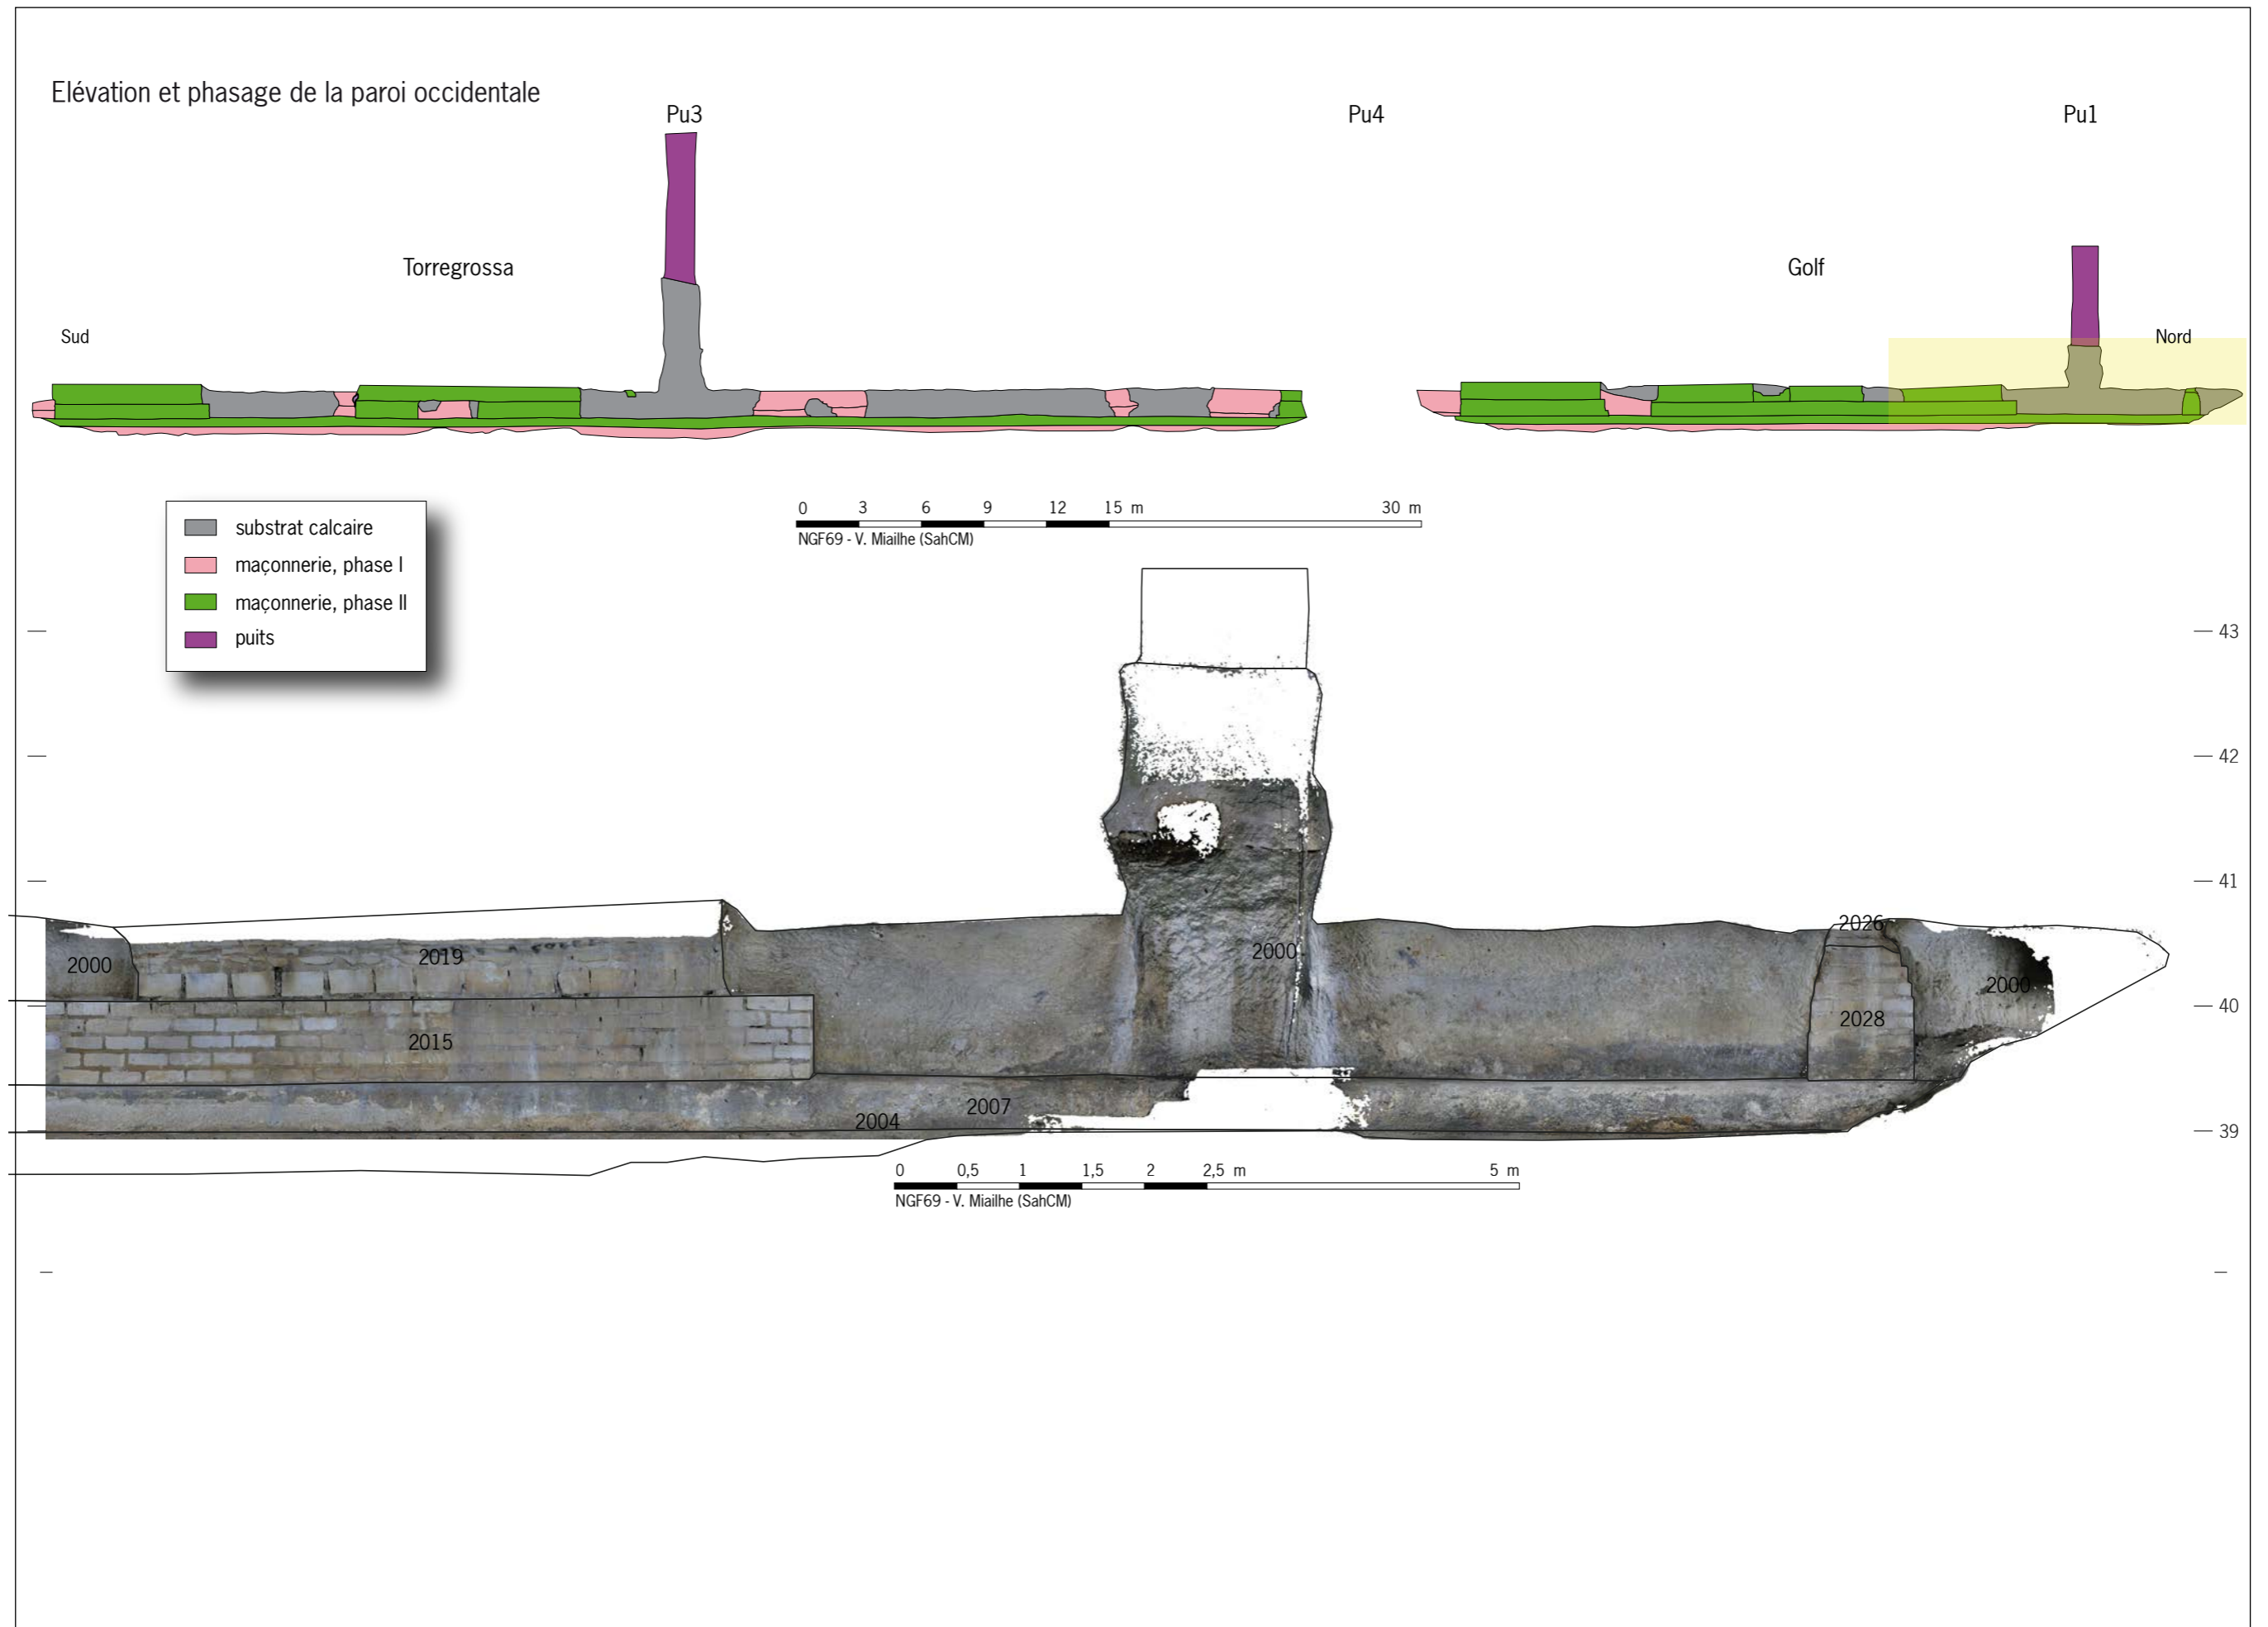 Elévation et phasage de la paroi occidentale
Pu3
Pu4
Pu1
Torregrossa
Golf
Sud
Nord
substrat calcaire
maçonnerie, phase I
maçonnerie, phase II
puits
0 3 6 9 12 15 m 30 m
NGF69 - V. Miailhe (SahCM)
43
42
41
40
39
2000
2019
2015
2004
2007
2000
2026
2028
2000
0 0,5 1 1,5 2 2,5 m 5 m
NGF69 - V. Miailhe (SahCM)